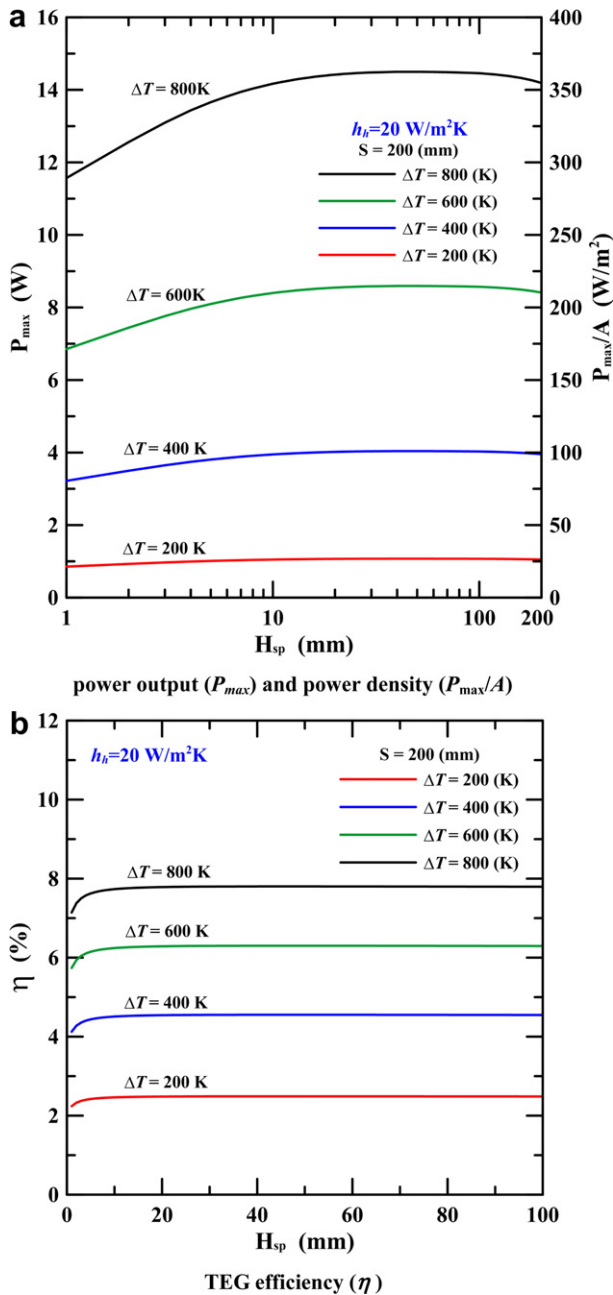 a
16
14
12
10
8
6
4
2
0
P_max (W)
400
350
300
250
200
150
100
50
0
P_max/A (W/m²)
ΔT = 800K
h_h=20 W/m²K
S = 200 (mm)
ΔT = 800 (K)
ΔT = 600 (K)
ΔT = 400 (K)
ΔT = 200 (K)
ΔT = 600K
ΔT = 400 K
ΔT = 200 K
1 10 100 200
H_sp (mm)
power output (P_max) and power density (P_max/A)
b
12
10
8
6
4
2
0
η (%)
h_h=20 W/m²K
S = 200 (mm)
ΔT = 200 (K)
ΔT = 400 (K)
ΔT = 600 (K)
ΔT = 800 (K)
ΔT = 800 K
ΔT = 600 K
ΔT = 400 K
ΔT = 200 K
0 20 40 60 80 100
H_sp (mm)
TEG efficiency (η)